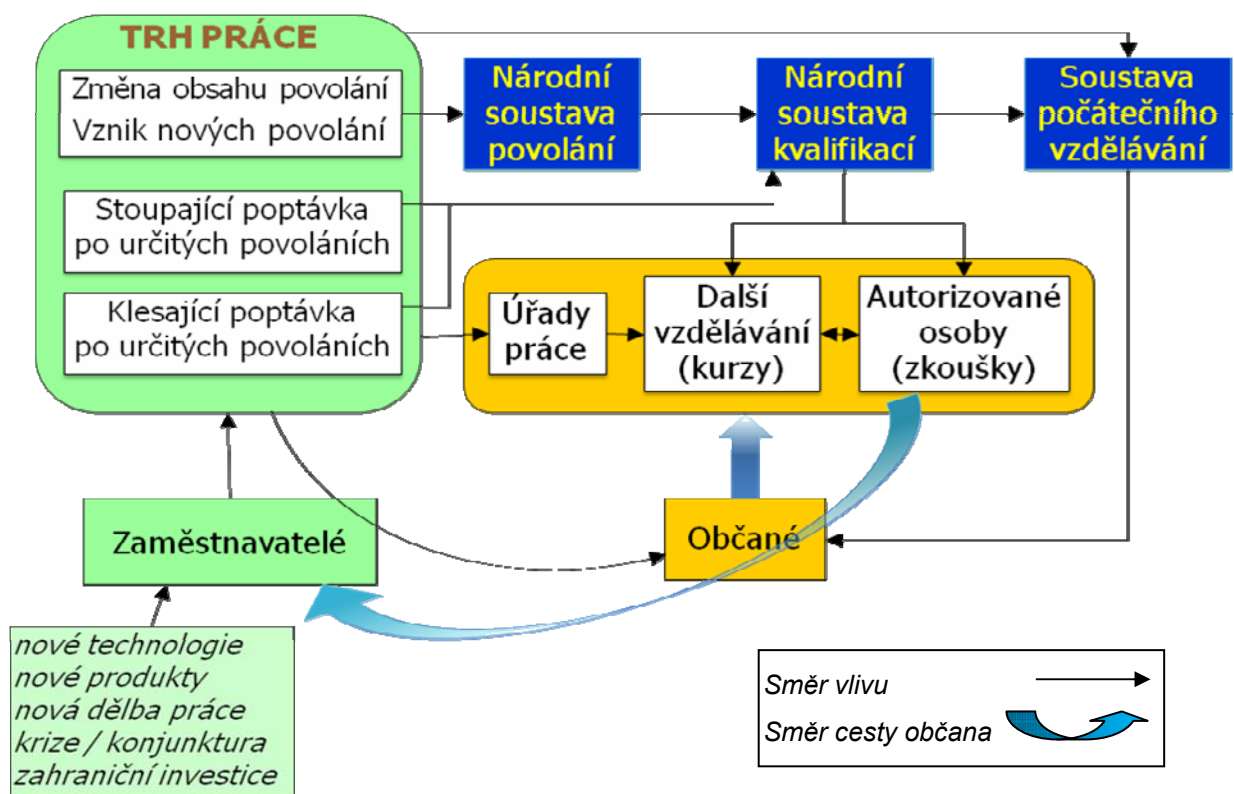 TRH PRÁCE
Změna obsahu povolání
Vznik nových povolání
Stoupající poptávka
po určitých povoláních
Klesající poptávka
po určitých povoláních
Národní
soustava
povolání
Národní
soustava
kvalifikací
Soustava
počátečního
vzdělávání
Úřady
práce
Další
vzdělávání
(kurzy)
Autorizované
osoby
(zkoušky)
Zaměstnavatelé
Občané
nové technologie
nové produkty
nová dělba práce
krize / konjunktura
zahraniční investice
Směr vlivu
Směr cesty občana